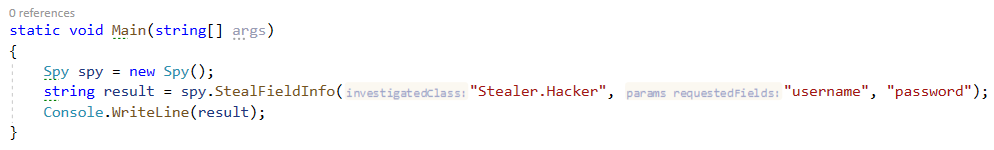 0 references
static void Main(string[] args)
{
Spy spy = new Spy();
string result = spy.StealFieldInfo(investigatedClass: "Stealer.Hacker", params requestedFields: "username", "password");
Console.WriteLine(result);
}